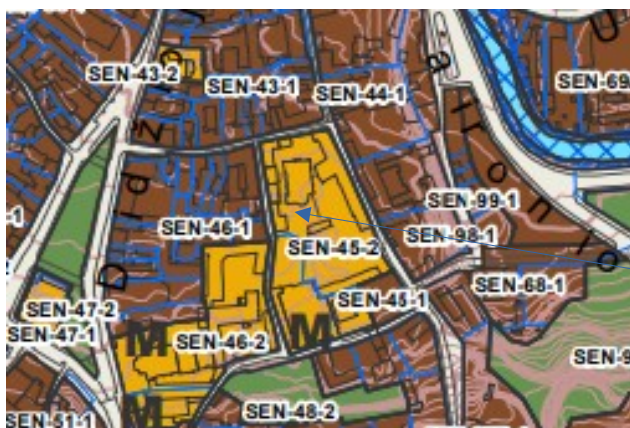 SEN-43-2
SEN-43-1
SEN-44-1
SEN-69
SEN-99-1
SEN-46-1
SEN-98-1
SEN-45-2
SEN-68-1
SEN-45-1
SEN-47-2
SEN-47-1
SEN-46-2
M
M
SEN-48-2
M
SEN-51-1